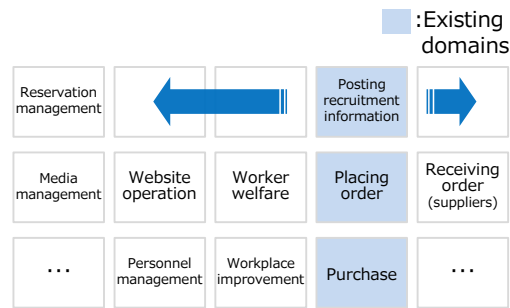 :Existing
domains
Reservation
management
Posting
recruitment
information
Media
management
Website
operation
Worker
welfare
Placing
order
Receiving
order
(suppliers)
...
Personnel
management
Workplace
improvement
Purchase
...